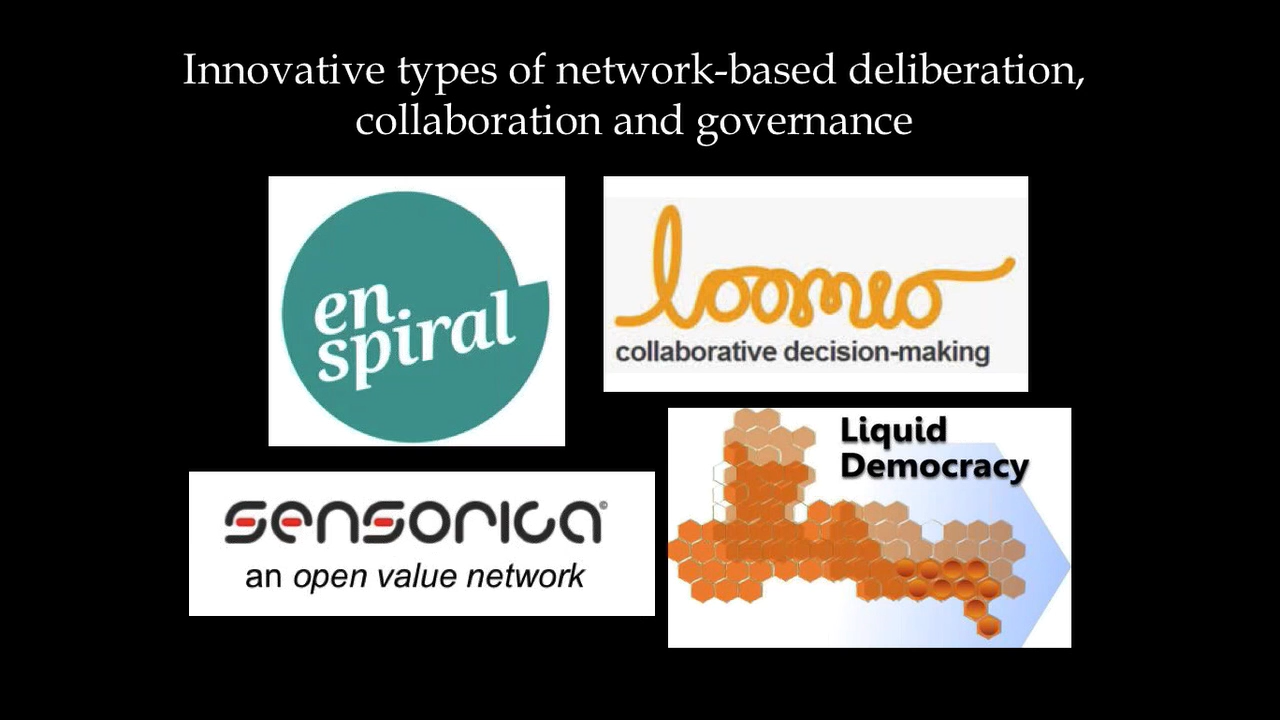 Innovative types of network-based deliberation,
collaboration and governance
en
spiral
loomio
collaborative decision-making
Liquid
Democracy
sensorica©
an open value network